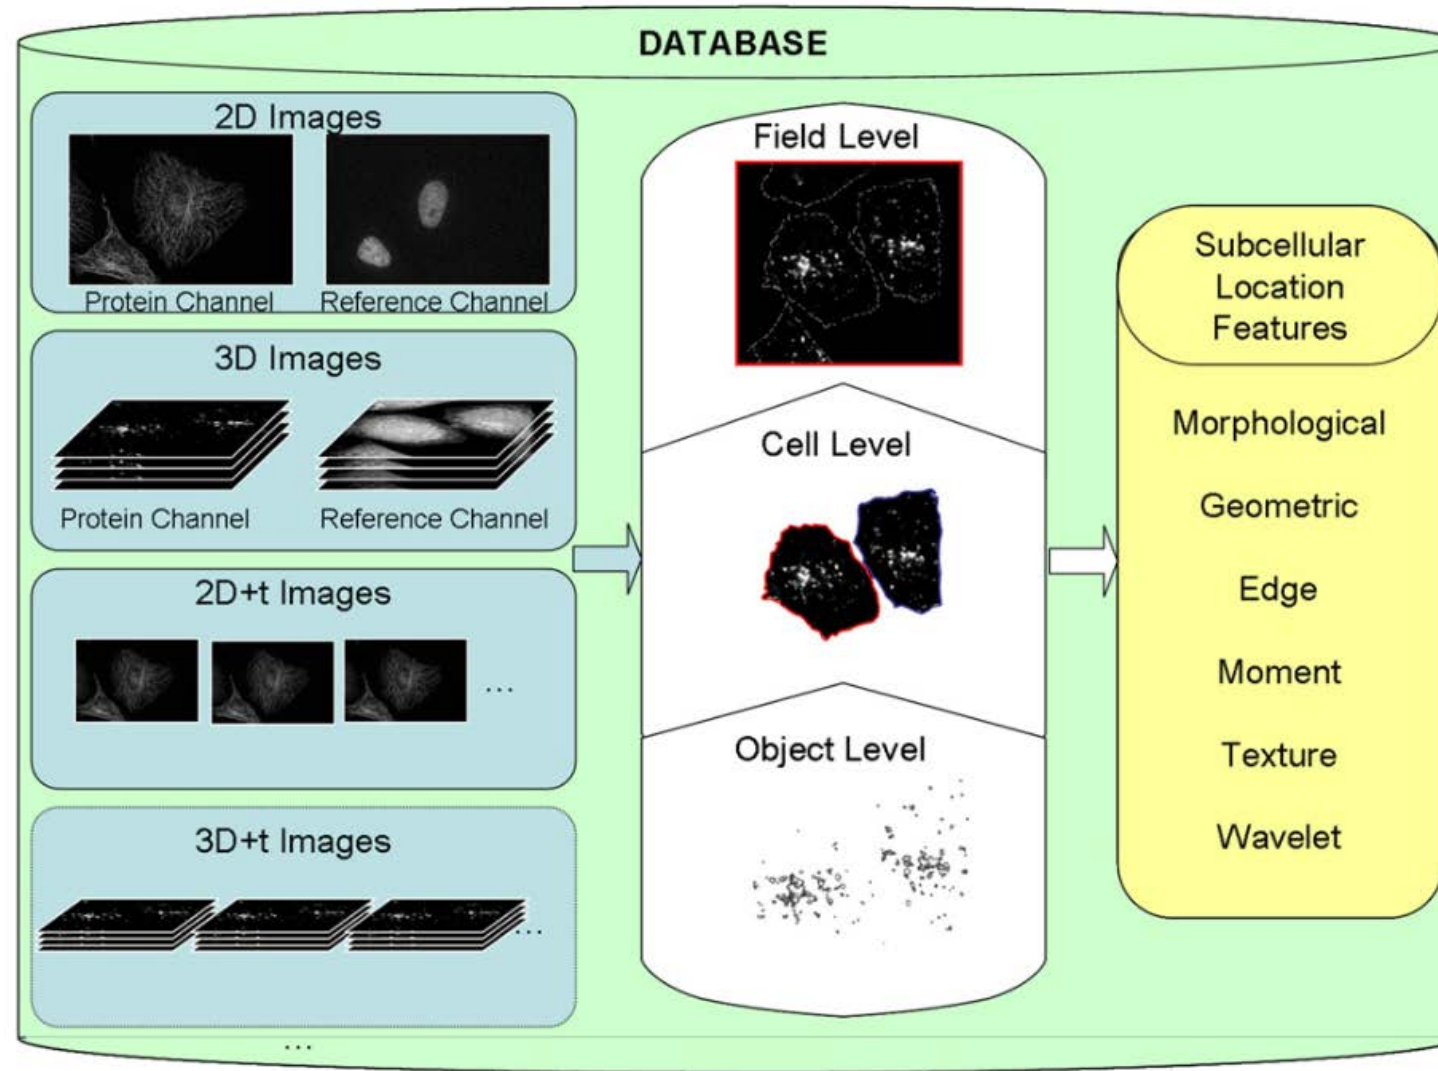 DATABASE
2D Images
Protein Channel
Reference Channel
3D Images
Protein Channel
Reference Channel
2D+t Images
...
3D+t Images
...
...
Field Level
Cell Level
Object Level
Subcellular
Location
Features
Morphological
Geometric
Edge
Moment
Texture
Wavelet